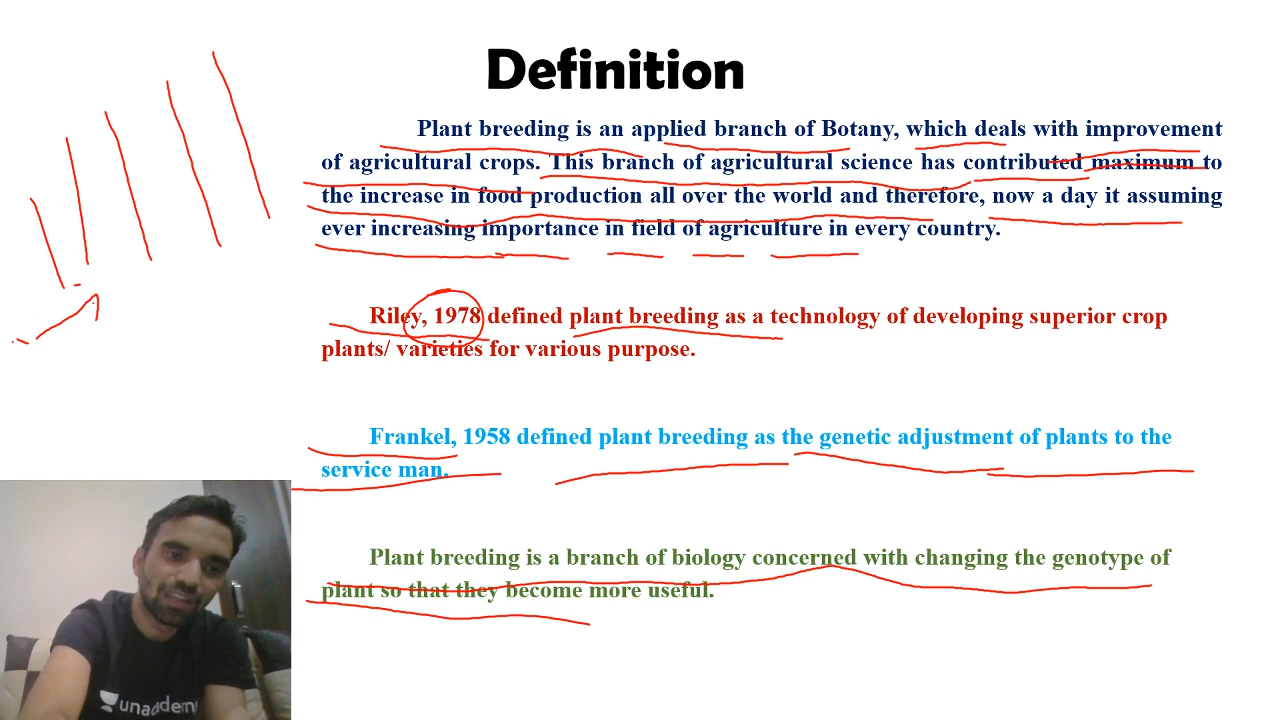 Definition
Plant breeding is an applied branch of Botany, which deals with improvement
of agricultural crops. This branch of agricultural science has contributed maximum to
the increase in food production all over the world and therefore, now a day it assuming
ever increasing importance in field of agriculture in every country.
Riley, 1978 defined plant breeding as a technology of developing superior crop
plants/ varieties for various purpose.
Frankel, 1958 defined plant breeding as the genetic adjustment of plants to the
service man.
Plant breeding is a branch of biology concerned with changing the genotype of
plant so that they become more useful.
unacademy